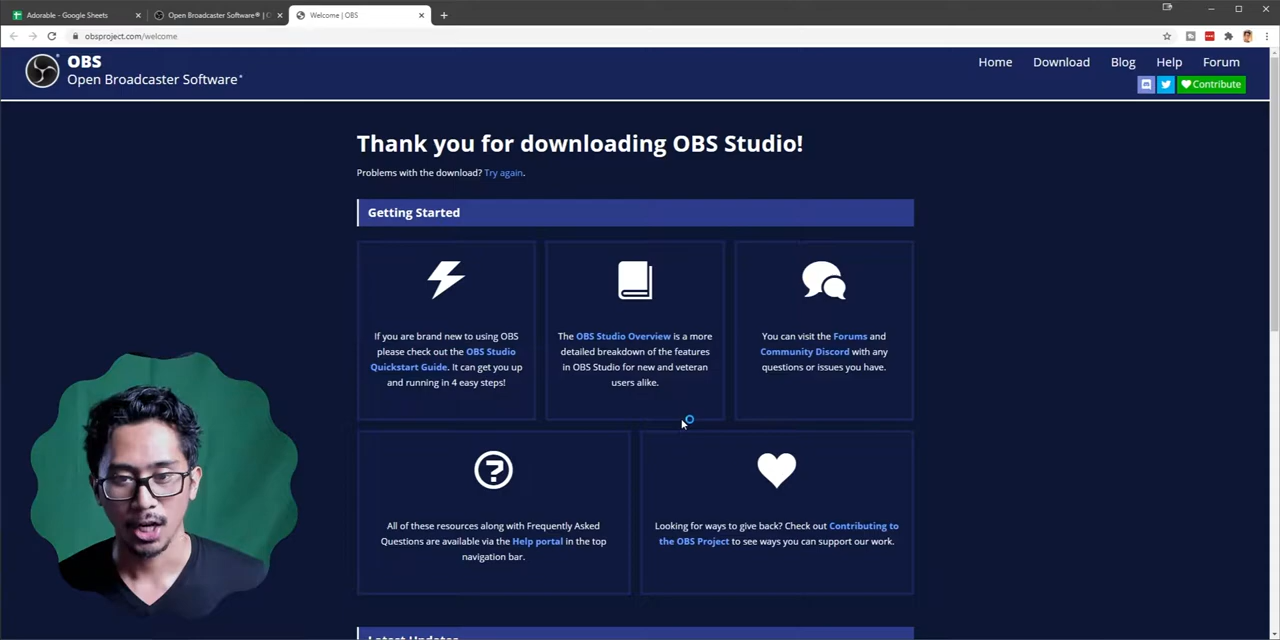 Adorable - Google Sheets
Open Broadcaster Software® | O
Welcome | OBS
obsproject.com/welcome
OBS
Open Broadcaster Software
Home
Download
Blog
Help
Forum
Contribute
Thank you for downloading OBS Studio!
Problems with the download? Try again.
Getting Started
If you are brand new to using OBS
please check out the OBS Studio
Quickstart Guide. It can get you up
and running in 4 easy steps!
The OBS Studio Overview is a more
detailed breakdown of the features
in OBS Studio for new and veteran
users alike.
You can visit the Forums and
Community Discord with any
questions or issues you have.
All of these resources along with Frequently Asked
Questions are available via the Help portal in the top
navigation bar.
Looking for ways to give back? Check out Contributing
to the OBS Project to see ways you can support our work.
Latest Updates